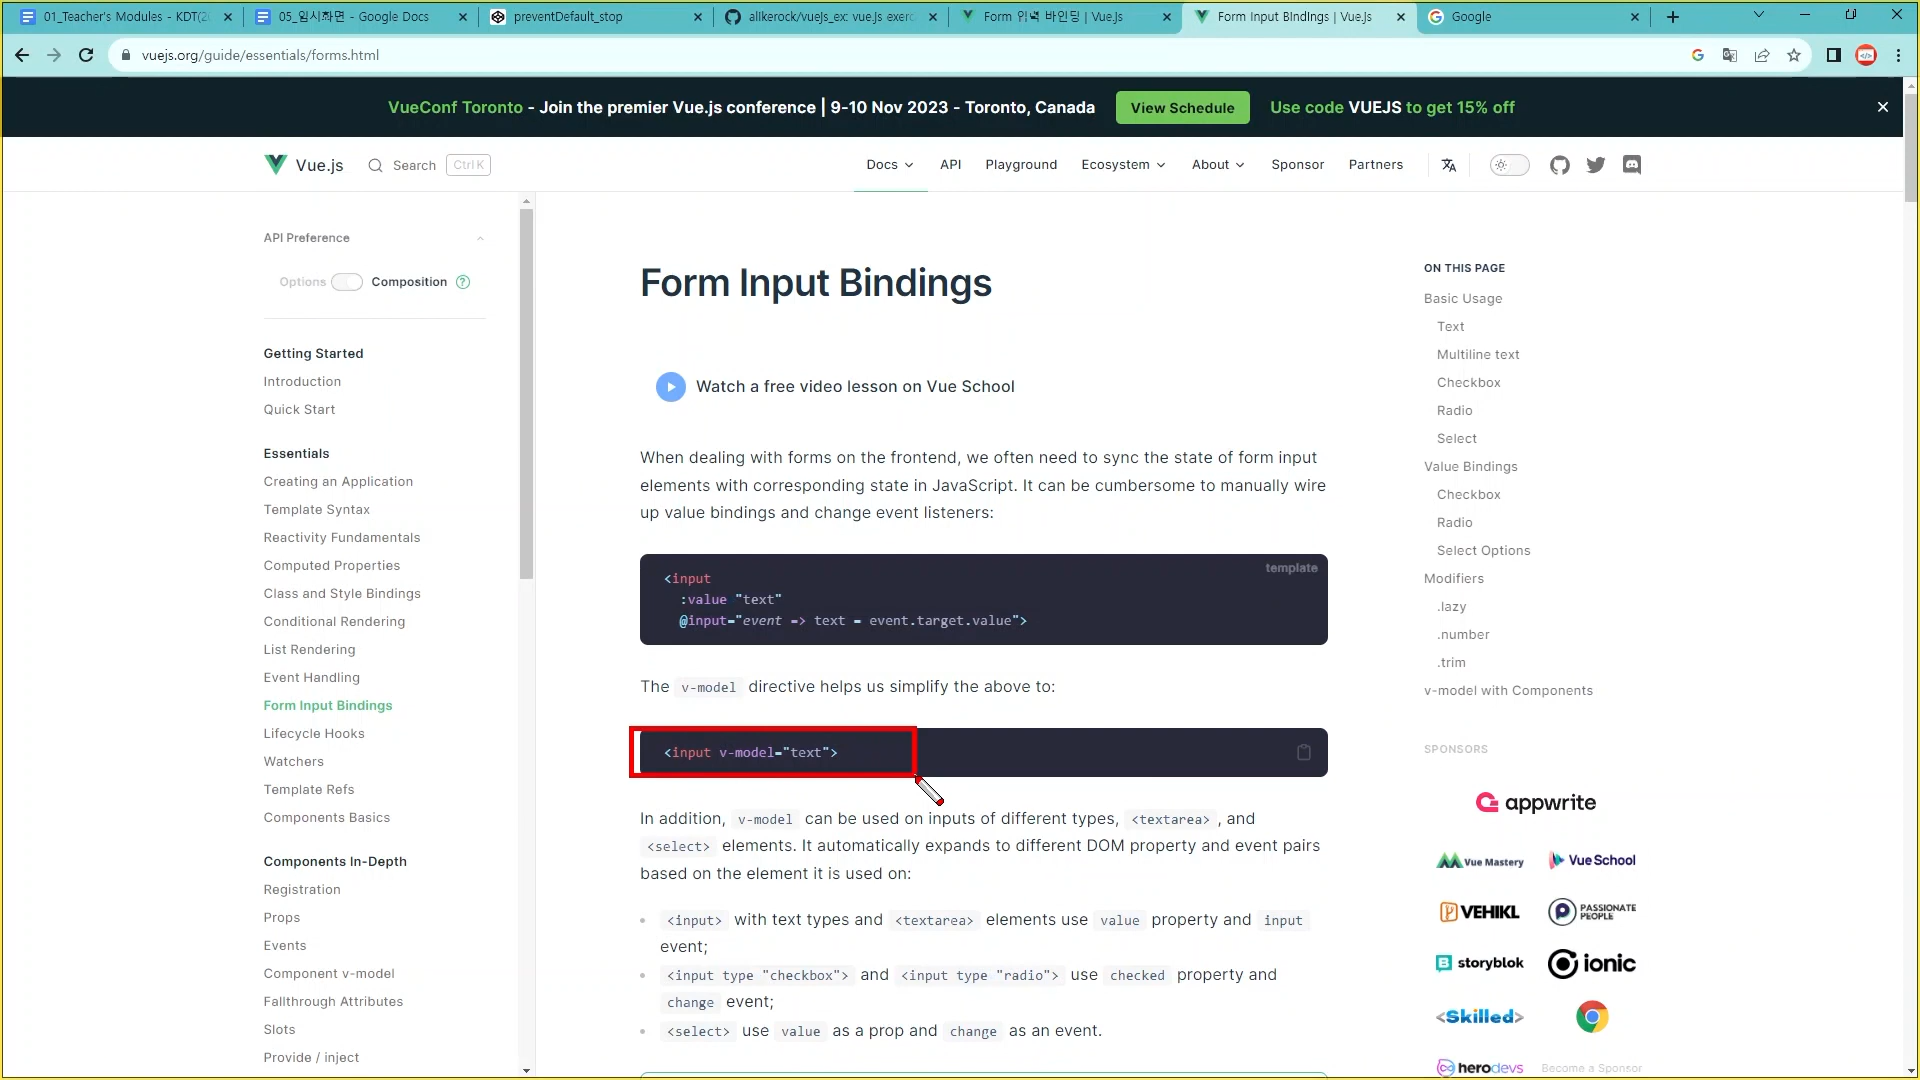 01_Teacher's Modules - KDT(2
05_임시화면 - Google Docs
preventDefault_stop
allkerock/vuejs_ex: vue.js exerc
Form 입력 바인딩 | Vue.js
Form Input Bindings | Vue.js
Google
vuejs.org/guide/essentials/forms.html
VueConf Toronto - Join the premier Vue.js conference | 9-10 Nov 2023 - Toronto, Canada
View Schedule
Use code VUEJS to get 15% off
Vue.js
Search
Ctrl K
Docs
API
Playground
Ecosystem
About
Sponsor
Partners
API Preference
Options
Composition
?
Getting Started
Introduction
Quick Start
Essentials
Creating an Application
Template Syntax
Reactivity Fundamentals
Computed Properties
Class and Style Bindings
Conditional Rendering
List Rendering
Event Handling
Form Input Bindings
Lifecycle Hooks
Watchers
Template Refs
Components Basics
Components In-Depth
Registration
Props
Events
Component v-model
Fallthrough Attributes
Slots
Provide / inject
Form Input Bindings
Watch a free video lesson on Vue School
When dealing with forms on the frontend, we often need to sync the state of form input
elements with corresponding state in JavaScript. It can be cumbersome to manually wire
up value bindings and change event listeners:
template
<input
:value "text"
@input="event => text = event.target.value">
The v-model directive helps us simplify the above to:
<input v-model="text">
In addition, v-model can be used on inputs of different types, <textarea> , and
<select> elements. It automatically expands to different DOM property and event pairs
based on the element it is used on:
<input> with text types and <textarea> elements use value property and input
event;
<input type "checkbox"> and <input type "radio"> use checked property and
change event;
<select> use value as a prop and change as an event.
ON THIS PAGE
Basic Usage
Text
Multiline text
Checkbox
Radio
Select
Value Bindings
Checkbox
Radio
Select Options
Modifiers
.lazy
.number
.trim
v-model with Components
SPONSORS
appwrite
Vue Mastery
Vue School
VEHIKL
PASSIONATE
PEOPLE
storyblok
ionic
<Skilled>
herodevs
Become a Sponsor